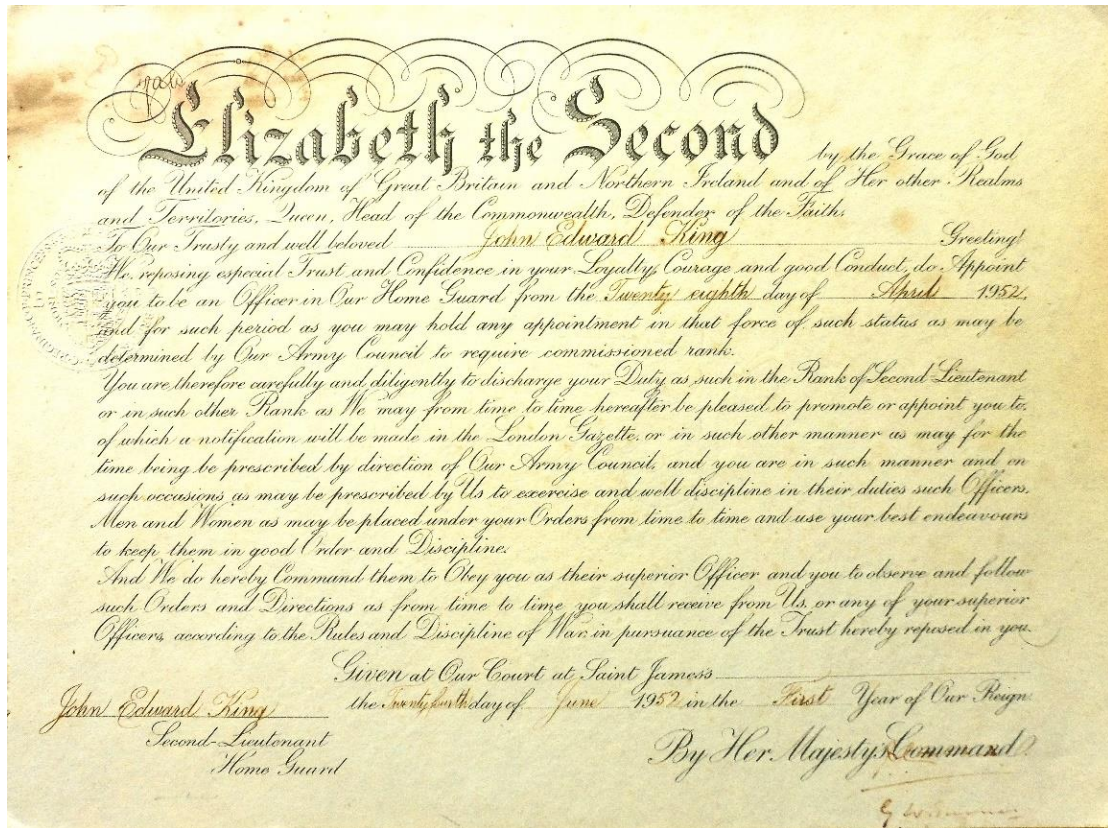 Elizabeth the Second by the Grace of God
of the United Kingdom of Great Britain and Northern Ireland and of Her other Realms
and Territories, Queen, Head of the Commonwealth, Defender of the Faith.
To Our Trusty and well beloved John Edward King Greeting!
We, reposing especial Trust and Confidence in your Loyalty, Courage and good Conduct, do Appoint
you to be an Officer in Our Home Guard from the Twenty eighth day of April 1952,
and for such period as you may hold any appointment in that force of such status as may be
determined by Our Army Council to require commissioned rank.
You are therefore carefully and diligently to discharge your Duty as such in the Rank of Second Lieutenant
or in such other Rank as We may from time to time hereafter be pleased to promote or appoint you to,
of which a notification will be made in the London Gazette, or in such other manner as may for the
time being be prescribed by direction of Our Army Council, and you are in such manner and on
such occasions as may be prescribed by Us to exercise and well discipline in their duties such Officers,
Men and Women as may be placed under your Orders from time to time and use your best endeavours
to keep them in good Order and Discipline.
And We do hereby Command them to Obey you as their superior Officer and you to observe and follow
such Orders and Directions as from time to time you shall receive from Us, or any of your superior
Officers, according to the Rules and Discipline of War, in pursuance of the Trust hereby reposed in you.
Given at Our Court at Saint James's
the Twenty fourth day of June 1952 in the First Year of Our Reign
John Edward King
Second-Lieutenant
Home Guard
By Her Majesty's Command